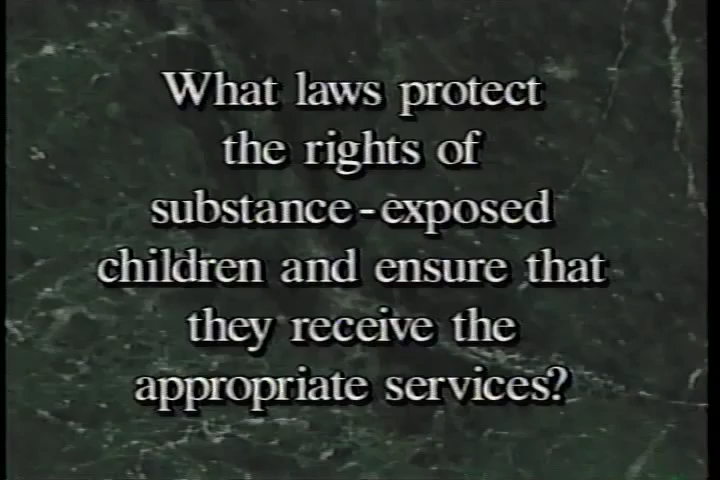 What laws protect
the rights of
substance-exposed
children and ensure that
they receive the
appropriate services?